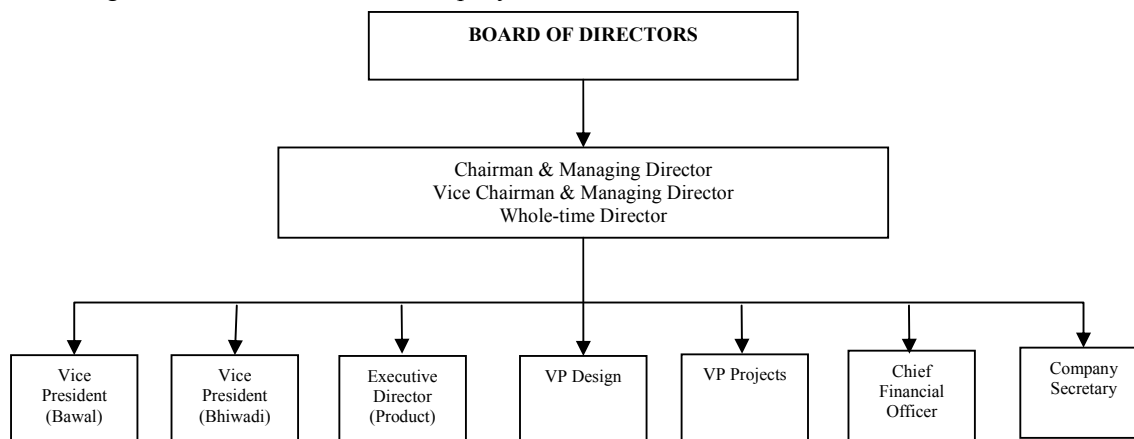 BOARD OF DIRECTORS
Chairman & Managing Director
Vice Chairman & Managing Director
Whole-time Director
Vice
President
(Bawal)
Vice
President
(Bhiwadi)
Executive
Director
(Product)
VP Design
VP Projects
Chief
Financial
Officer
Company
Secretary